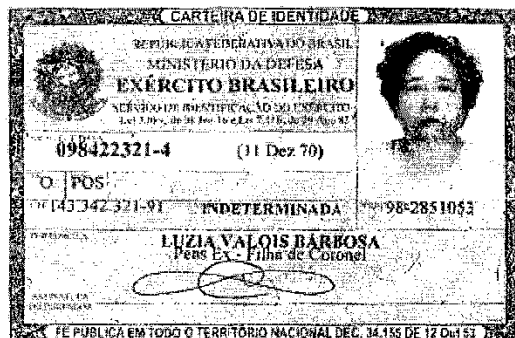 CARTEIRA DE IDENTIDADE
REPÚBLICA FEDERATIVA DO BRASIL
MINISTÉRIO DA DEFESA
EXÉRCITO BRASILEIRO
SERVIÇO DE IDENTIFICAÇÃO DO EXÉRCITO
098422321-4 (11 Dez 70)
O POS
143.342.321-91 INDETERMINADA 98-2851053
LUZIA VALOIS BARBOSA
Pens Ex - Filha de Coronel
FÉ PÚBLICA EM TODO O TERRITÓRIO NACIONAL DEC. 34.155 DE 12 Out 53